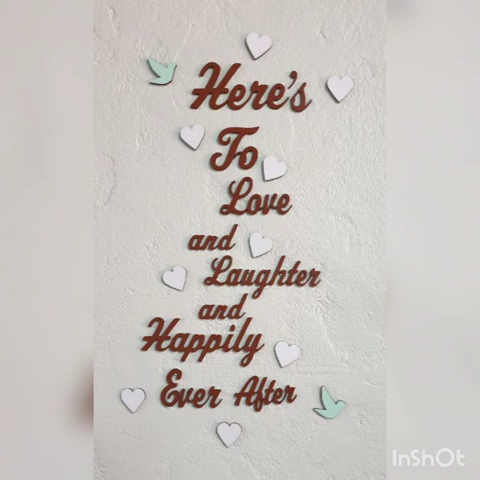 Here's
To
Love
and
Laughter
and
Happily
Ever After
InShOt